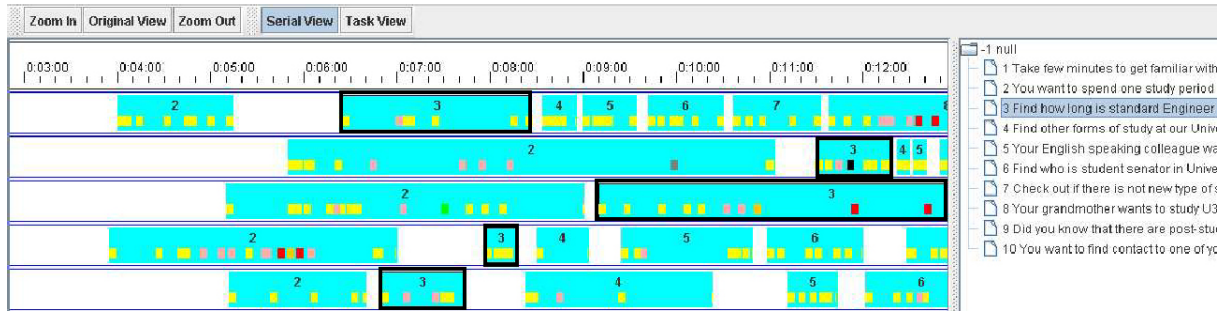 Zoom In Original View Zoom Out Serial View Task View
0:03:00 0:04:00 0:05:00 0:06:00 0:07:00 0:08:00 0:09:00 0:10:00 0:11:00 0:12:00
2 3 4 5 6 7 8
2 3 4 5
2 3
2 3 4 5 6
2 3 4 5 6
-1 null
1 Take few minutes to get familiar with
2 You want to spend one study period
3 Find how long is standard Engineer
4 Find other forms of study at our Unive
5 Your English speaking colleague wa
6 Find who is student senator in Unive
7 Check out if there is not new type of s
8 Your grandmother wants to study U3
9 Did you know that there are post-stu
10 You want to find contact to one of yo